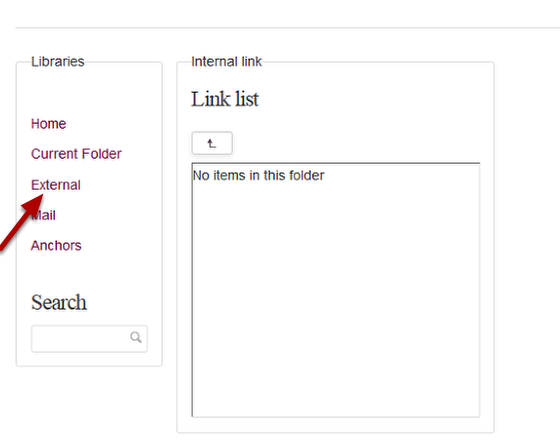 Libraries
Home
Current Folder
External
Mail
Anchors
Search
Internal link
Link list
No items in this folder